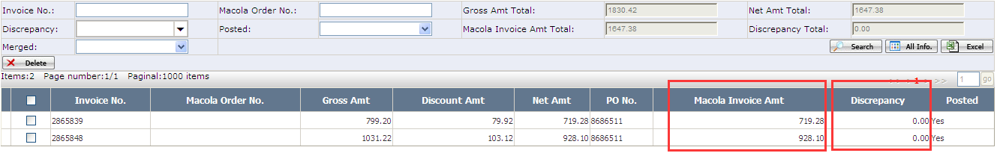 Invoice No.: Macola Order No.: Gross Amt Total: 1830.42 Net Amt Total: 1647.38
Discrepancy: Posted: Macola Invoice Amt Total: 1647.38 Discrepancy Total: 0.00
Merged: Search All Info. Excel
Delete
Items:2 Page number:1/1 Paginal:1000 items << < 1 > >> 1 go
Invoice No. Macola Order No. Gross Amt Discount Amt Net Amt PO No. Macola Invoice Amt Discrepancy Posted
2865839 799.20 79.92 719.28 8686511 719.28 0.00 Yes
2865848 1031.22 103.12 928.10 8686511 928.10 0.00 Yes